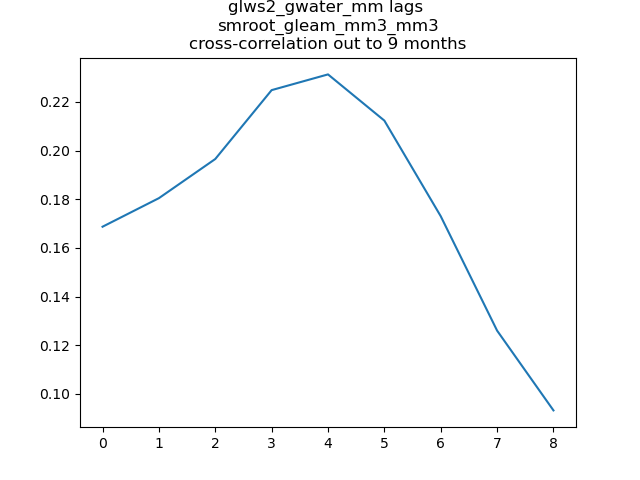 glws2_gwater_mm lags
smroot_gleam_mm3_mm3
cross-correlation out to 9 months
0.22
0.20
0.18
0.16
0.14
0.12
0.10
0 1 2 3 4 5 6 7 8